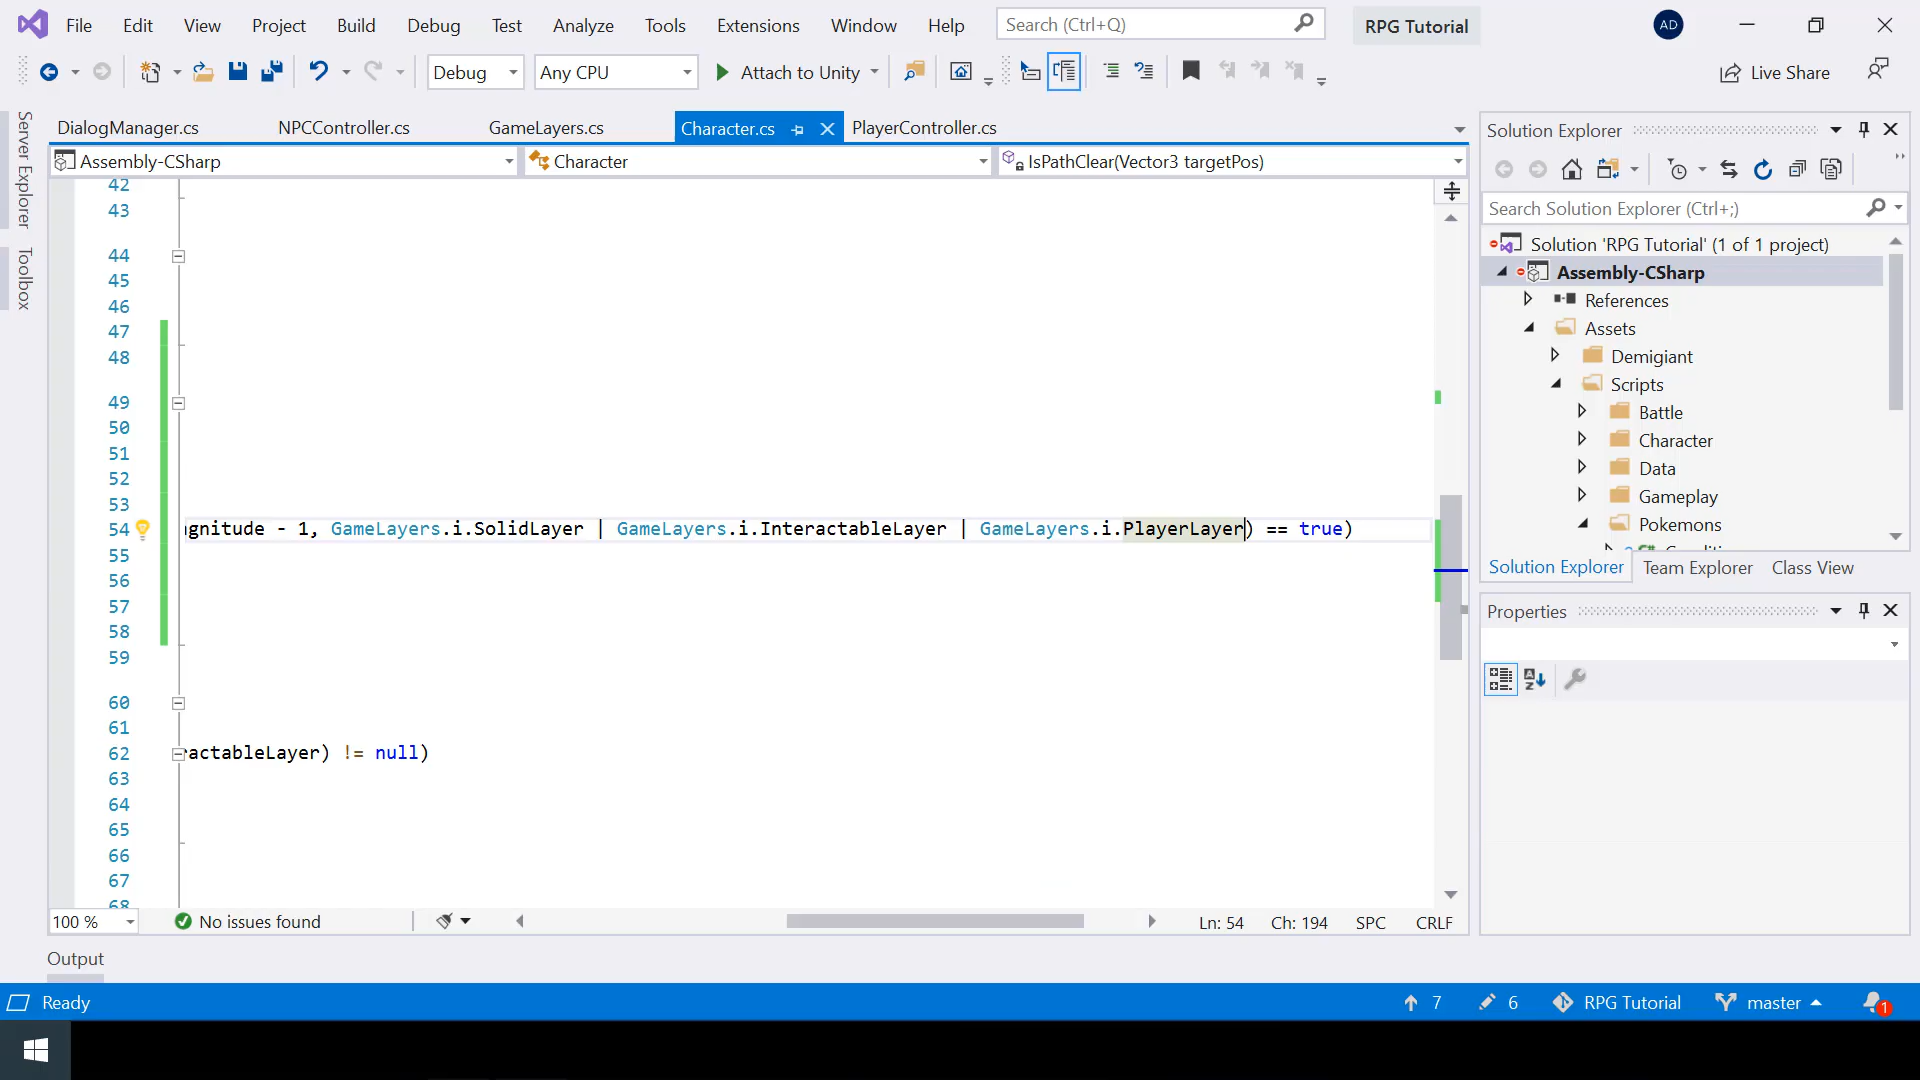 File Edit View Project Build Debug Test Analyze Tools Extensions Window Help Search (Ctrl+Q) RPG Tutorial AD
Debug Any CPU Attach to Unity Live Share
Server Explorer
Toolbox
DialogManager.cs NPCController.cs GameLayers.cs Character.cs PlayerController.cs
Assembly-CSharp Character IsPathClear(Vector3 targetPos)
42
43
44
45
46
47
48
49
50
51
52
53
54 gnitude - 1, GameLayers.i.SolidLayer | GameLayers.i.InteractableLayer | GameLayers.i.PlayerLayer) == true)
55
56
57
58
59
60
61
62 ractableLayer) != null)
63
64
65
66
67
68
100 % No issues found Ln: 54 Ch: 194 SPC CRLF
Output
Solution Explorer
Search Solution Explorer (Ctrl+;)
Solution 'RPG Tutorial' (1 of 1 project)
Assembly-CSharp
References
Assets
Demigiant
Scripts
Battle
Character
Data
Gameplay
Pokemons
Solution Explorer Team Explorer Class View
Properties
Ready 7 6 RPG Tutorial master 1